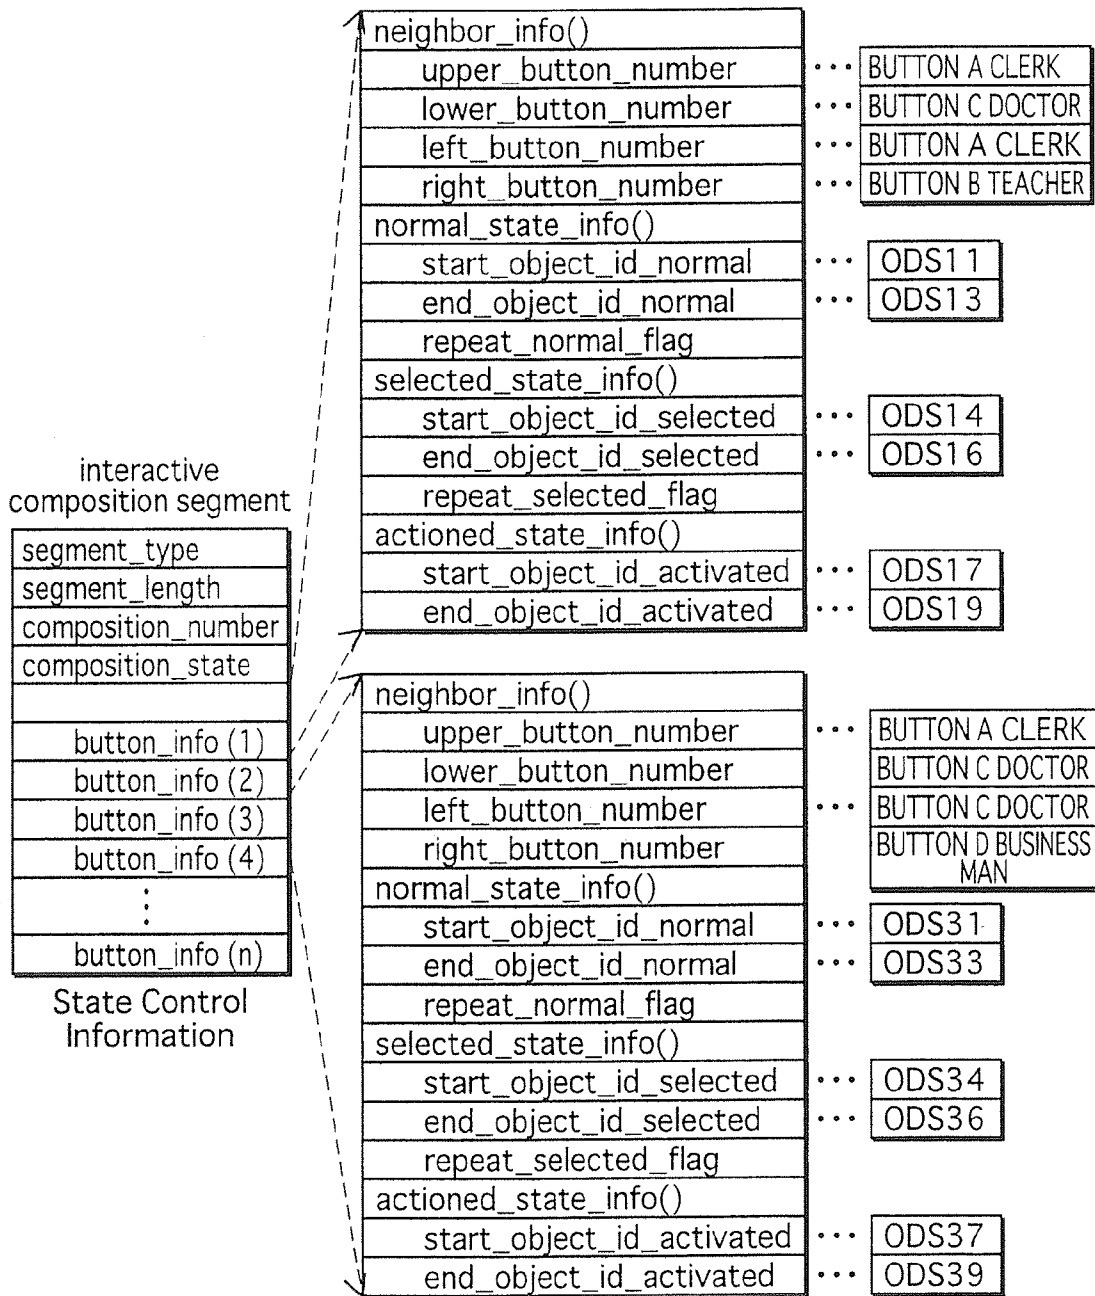 interactive
composition segment
segment_type
segment_length
composition_number
composition_state
button_info (1)
button_info (2)
button_info (3)
button_info (4)
⋮
button_info (n)
State Control
Information
neighbor_info()
upper_button_number ··· BUTTON A CLERK
lower_button_number ··· BUTTON C DOCTOR
left_button_number ··· BUTTON A CLERK
right_button_number ··· BUTTON B TEACHER
normal_state_info()
start_object_id_normal ··· ODS11
end_object_id_normal ··· ODS13
repeat_normal_flag
selected_state_info()
start_object_id_selected ··· ODS14
end_object_id_selected ··· ODS16
repeat_selected_flag
actioned_state_info()
start_object_id_activated ··· ODS17
end_object_id_activated ··· ODS19
neighbor_info()
upper_button_number ··· BUTTON A CLERK
lower_button_number BUTTON C DOCTOR
left_button_number ··· BUTTON C DOCTOR
right_button_number BUTTON D BUSINESS
MAN
normal_state_info()
start_object_id_normal ··· ODS31
end_object_id_normal ··· ODS33
repeat_normal_flag
selected_state_info()
start_object_id_selected ··· ODS34
end_object_id_selected ··· ODS36
repeat_selected_flag
actioned_state_info()
start_object_id_activated ··· ODS37
end_object_id_activated ··· ODS39